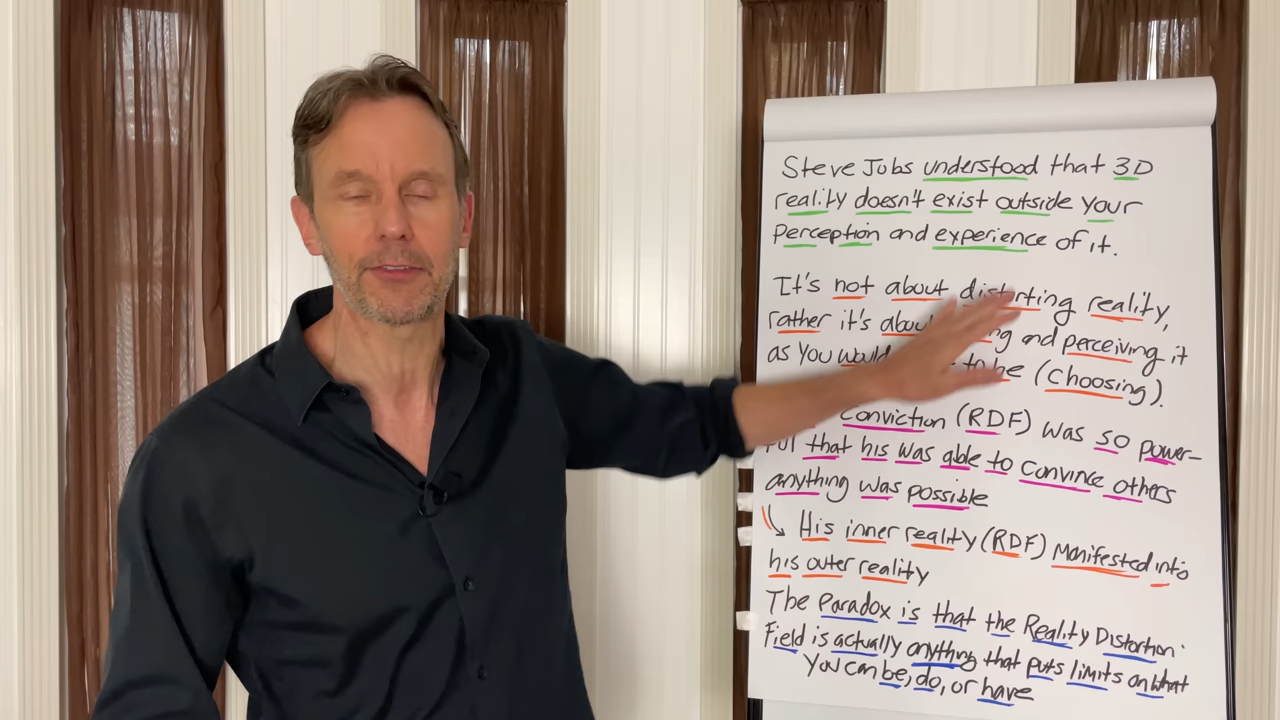 Steve Jobs understood that 3D
reality doesn't exist outside your
perception and experience of it.
It's not about distorting reality,
rather it's and perceiving it
as you to be (choosing).
Conviction (RDF) was so power-
ful that his was able to convince others
anything was possible
His inner reality (RDF) manifested into
his outer reality
The Paradox is that the Reality Distortion
Field is actually anything that puts limits on what
you can be, do, or have